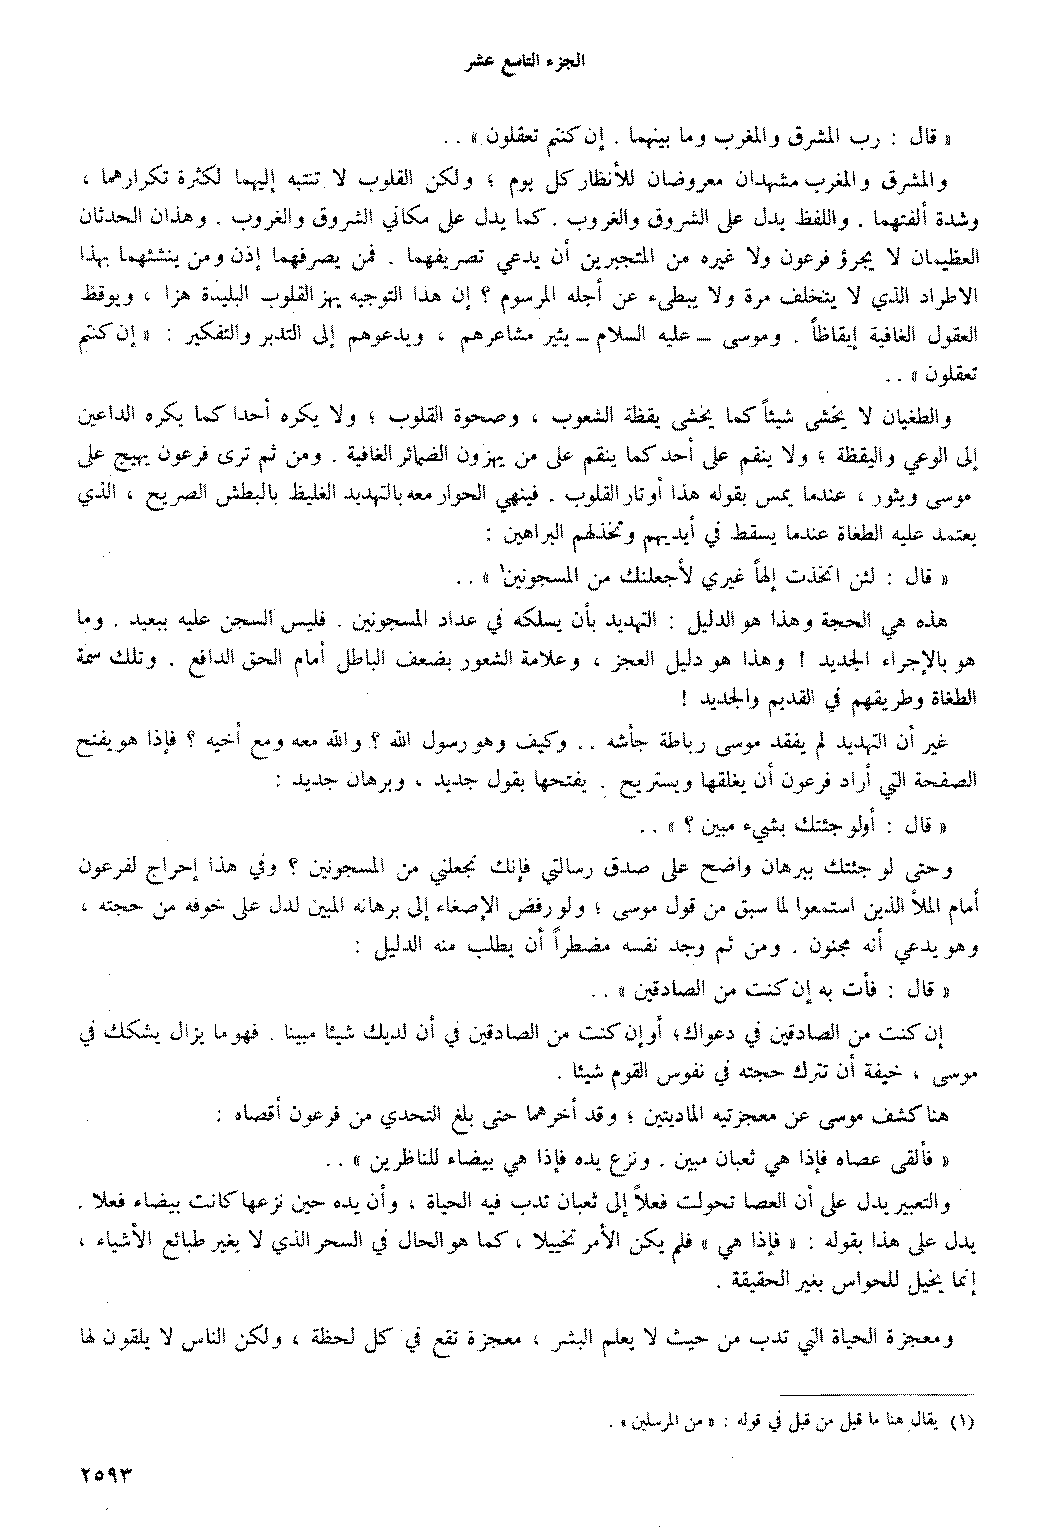 الجزء التاسع عشر
« قال : رب المشرق والمغرب وما بينهما . إن كنتم تعقلون » . .
والمشرق والمغرب مشهدان معروضان للأنظار كل يوم ؛ ولكن القلوب لا تنتبه إليهما لكثرة تكرارهما ،
وشدة ألفتهما . واللفظ يدل على الشروق والغروب . كما يدل على مكاني الشروق والغروب . وهذان الحدثان
العظيمان لا يجرؤ فرعون ولا غيره من المتجبرين أن يدعي تصريفهما . فمن يصرفهما إذن ومن ينشئهما بهذا
الاطراد الذي لا يتخلف مرة ولا يبطىء عن أجله المرسوم ؟ إن هذا التوجيه يهز القلوب البليدة هزا ، ويوقظ
العقول الغافية إيقاظاً . وموسى – عليه السلام – يثير مشاعرهم ، ويدعوهم إلى التدبر والتفكير : « إن كنتم
تعقلون » . .
والطغيان لا يخشى شيئاً كما يخشى يقظة الشعوب ، وصحوة القلوب ؛ ولا يكره أحدا كما يكره الداعين
إلى الوعي واليقظة ؛ ولا ينقم على أحد كما ينقم على من يهزون الضمائر الغافية . ومن ثم ترى فرعون يهيج على
موسى ويثور ، عندما يمس بقوله هذا أوتار القلوب . فينهي الحوار معه بالتهديد الغليظ بالبطش الصريح ، الذي
يعتمد عليه الطغاة عندما يسقط في أيديهم وتخذلهم البراهين :
« قال : لئن اتخذت إلهاً غيري لأجعلنك من المسجونين¹ » . .
هذه هي الحجة وهذا هو الدليل : التهديد بأن يسلكه في عداد المسجونين . فليس السجن عليه ببعيد . وما
هو بالإجراء الجديد ! وهذا هو دليل العجز ، وعلامة الشعور بضعف الباطل أمام الحق الدافع . وتلك سمة
الطغاة وطريقهم في القديم والجديد !
غير أن التهديد لم يفقد موسى رباطة جأشه . . وكيف وهو رسول الله ؟ والله معه ومع أخيه ؟ فإذا هو يفتح
الصفحة التي أراد فرعون أن يغلقها ويستريح . يفتحها بقول جديد ، وبرهان جديد :
« قال : أولو جئتك بشيء مبين ؟ » . .
وحتى لو جئتك ببرهان واضح على صدق رسالتي فإنك تجعلني من المسجونين ؟ وفي هذا إحراج لفرعون
أمام الملأ الذين استمعوا لما سبق من قول موسى ؛ ولو رفض الإصغاء إلى برهانه المبين لدل على خوفه من حجته ،
وهو يدعي أنه مجنون . ومن ثم وجد نفسه مضطراً أن يطلب منه الدليل :
« قال : فأت به إن كنت من الصادقين » . .
إن كنت من الصادقين في دعواك؛ أو إن كنت من الصادقين في أن لديك شيئا مبينا . فهو ما يزال يشكك في
موسى ، خيفة أن تترك حجته في نفوس القوم شيئا .
هنا كشف موسى عن معجزتيه الماديتين ؛ وقد أخرهما حتى بلغ التحدي من فرعون أقصاه :
« فألقى عصاه فإذا هي ثعبان مبين . ونزع يده فإذا هي بيضاء للناظرين » . .
والتعبير يدل على أن العصا تحولت فعلاً إلى ثعبان تدب فيه الحياة ، وأن يده حين نزعها كانت بيضاء فعلا .
يدل على هذا بقوله : « فإذا هي » فلم يكن الأمر تخييلا ، كما هو الحال في السحر الذي لا يغير طبائع الأشياء ،
إنما يخيل للحواس بغير الحقيقة .
ومعجزة الحياة التي تدب من حيث لا يعلم البشر ، معجزة تقع في كل لحظة ، ولكن الناس لا يلقون لها
(١) يقال هنا ما قيل من قبل في قوله : « من المرسلين » .
٢٥٩٣